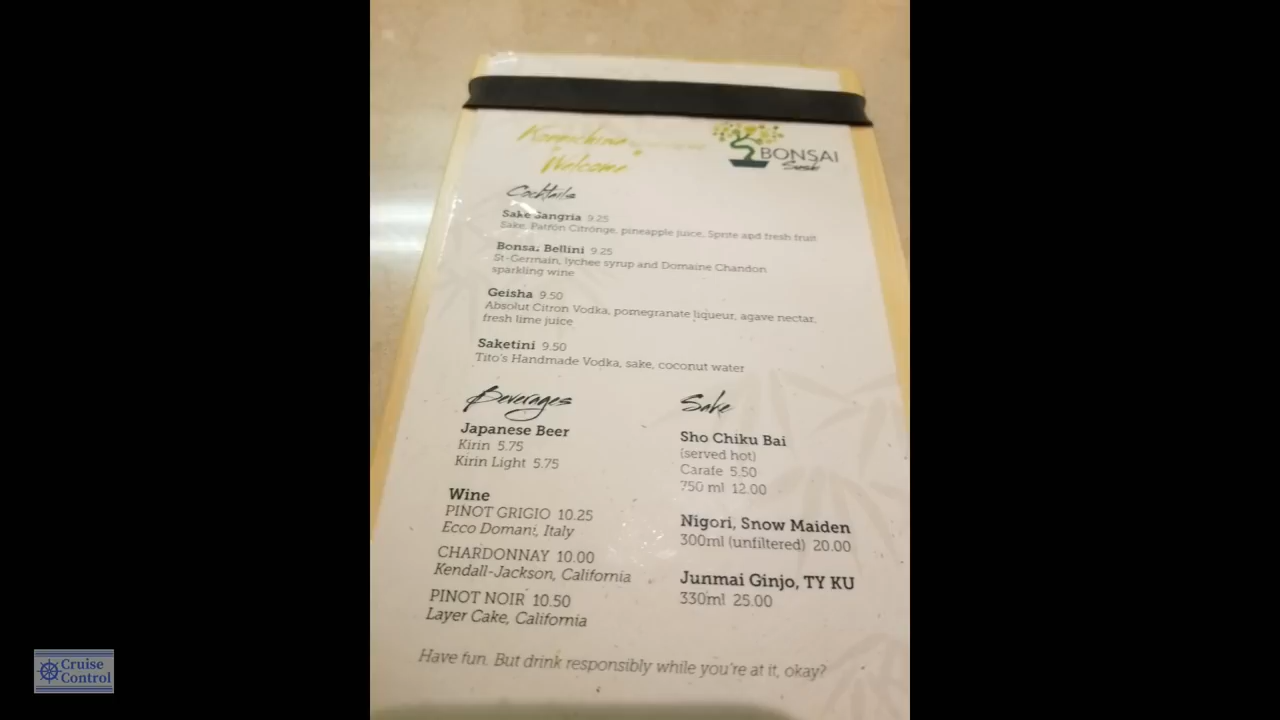 Konnichiwa
Welcome
BONSAI
Sushi
Cocktails
Sake Sangria 9.25
Sake, Patrón Citrónge, pineapple juice, Sprite and fresh fruit
Bonsai Bellini 9.25
St-Germain, lychee syrup and Domaine Chandon
sparkling wine
Geisha 9.50
Absolut Citron Vodka, pomegranate liqueur, agave nectar,
fresh lime juice
Saketini 9.50
Tito's Handmade Vodka, sake, coconut water
Beverages
Japanese Beer
Kirin 5.75
Kirin Light 5.75
Wine
PINOT GRIGIO 10.25
Ecco Domani, Italy
CHARDONNAY 10.00
Kendall-Jackson, California
PINOT NOIR 10.50
Layer Cake, California
Sake
Sho Chiku Bai
(served hot)
Carafe 5.50
750 ml 12.00
Nigori, Snow Maiden
300ml (unfiltered) 20.00
Junmai Ginjo, TY KU
330ml 25.00
Have fun. But drink responsibly while you're at it, okay?
Cruise
Control